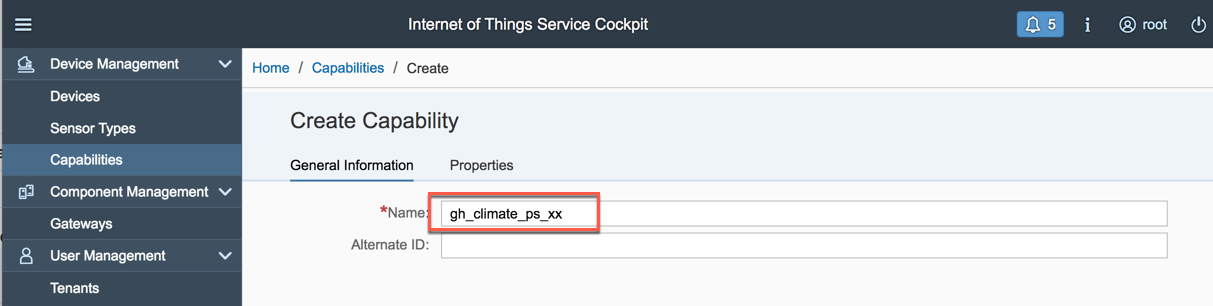 Internet of Things Service Cockpit
5
root
Device Management
Devices
Sensor Types
Capabilities
Component Management
Gateways
User Management
Tenants
Home / Capabilities / Create
Create Capability
General Information Properties
*Name: gh_climate_ps_xx
Alternate ID: